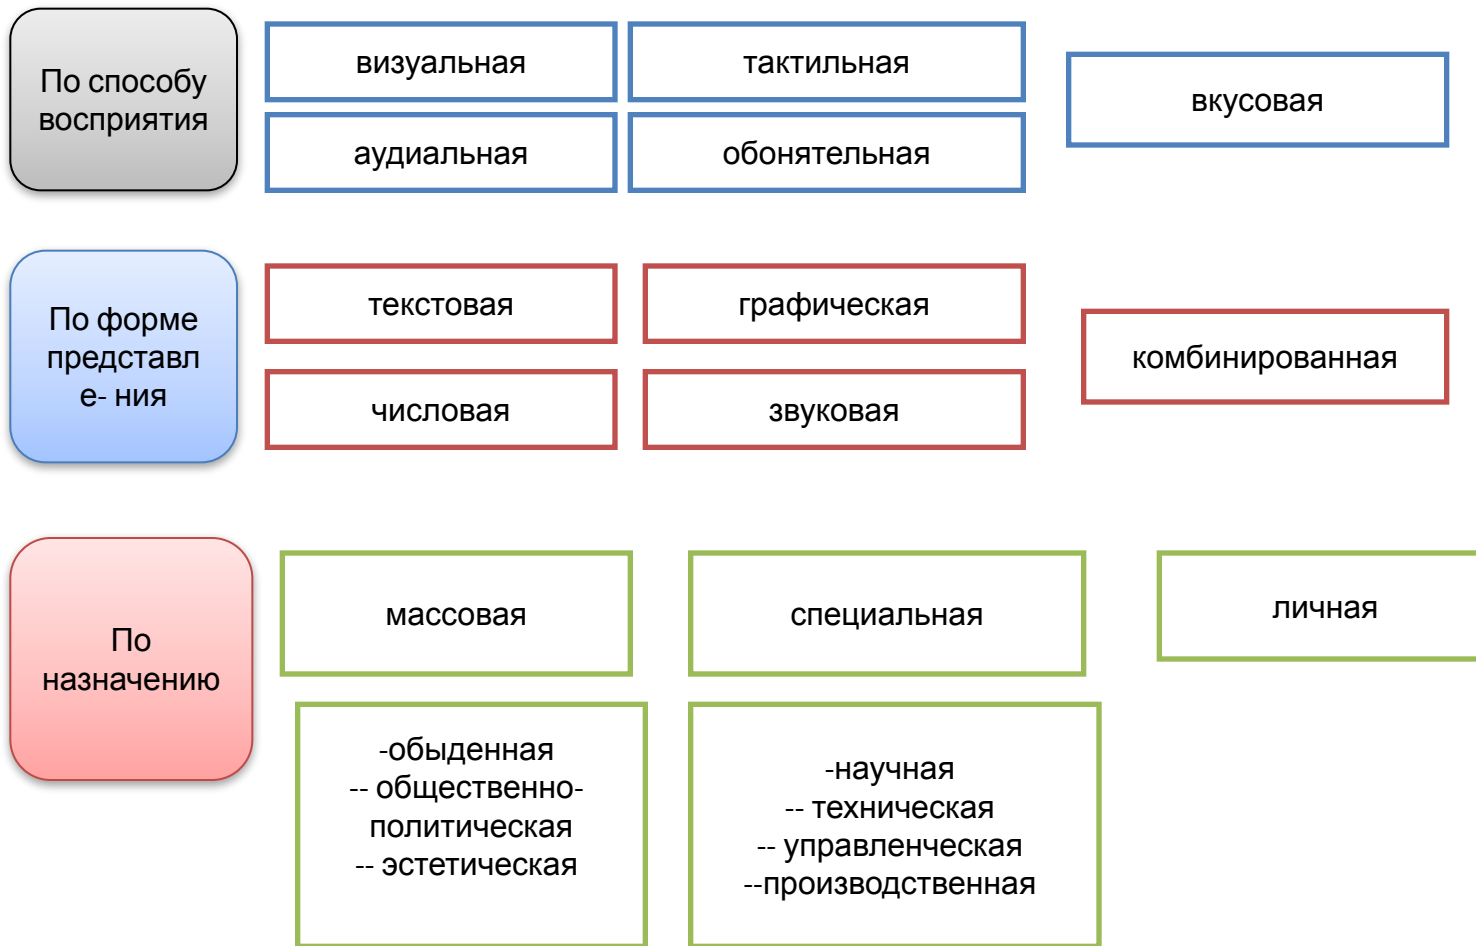 По способу
восприятия
визуальная
тактильная
вкусовая
аудиальная
обонятельная
По форме
представл
е- ния
текстовая
графическая
комбинированная
числовая
звуковая
По
назначению
массовая
специальная
личная
-обыденная
-- общественно-
политическая
-- эстетическая
-научная
-- техническая
-- управленческая
--производственная